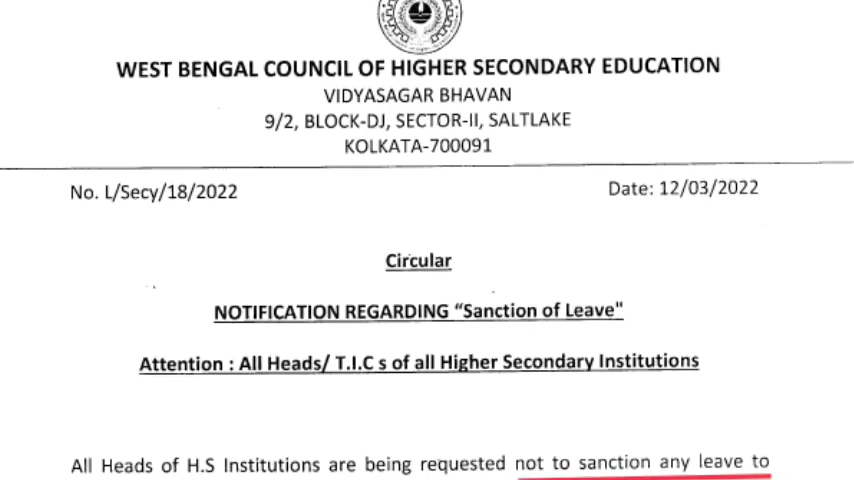 WEST BENGAL COUNCIL OF HIGHER SECONDARY EDUCATION
VIDYASAGAR BHAVAN
9/2, BLOCK-DJ, SECTOR-II, SALTLAKE
KOLKATA-700091
No. L/Secy/18/2022 Date: 12/03/2022
Circular
NOTIFICATION REGARDING “Sanction of Leave"
Attention : All Heads/ T.I.C s of all Higher Secondary Institutions
All Heads of H.S Institutions are being requested not to sanction any leave to